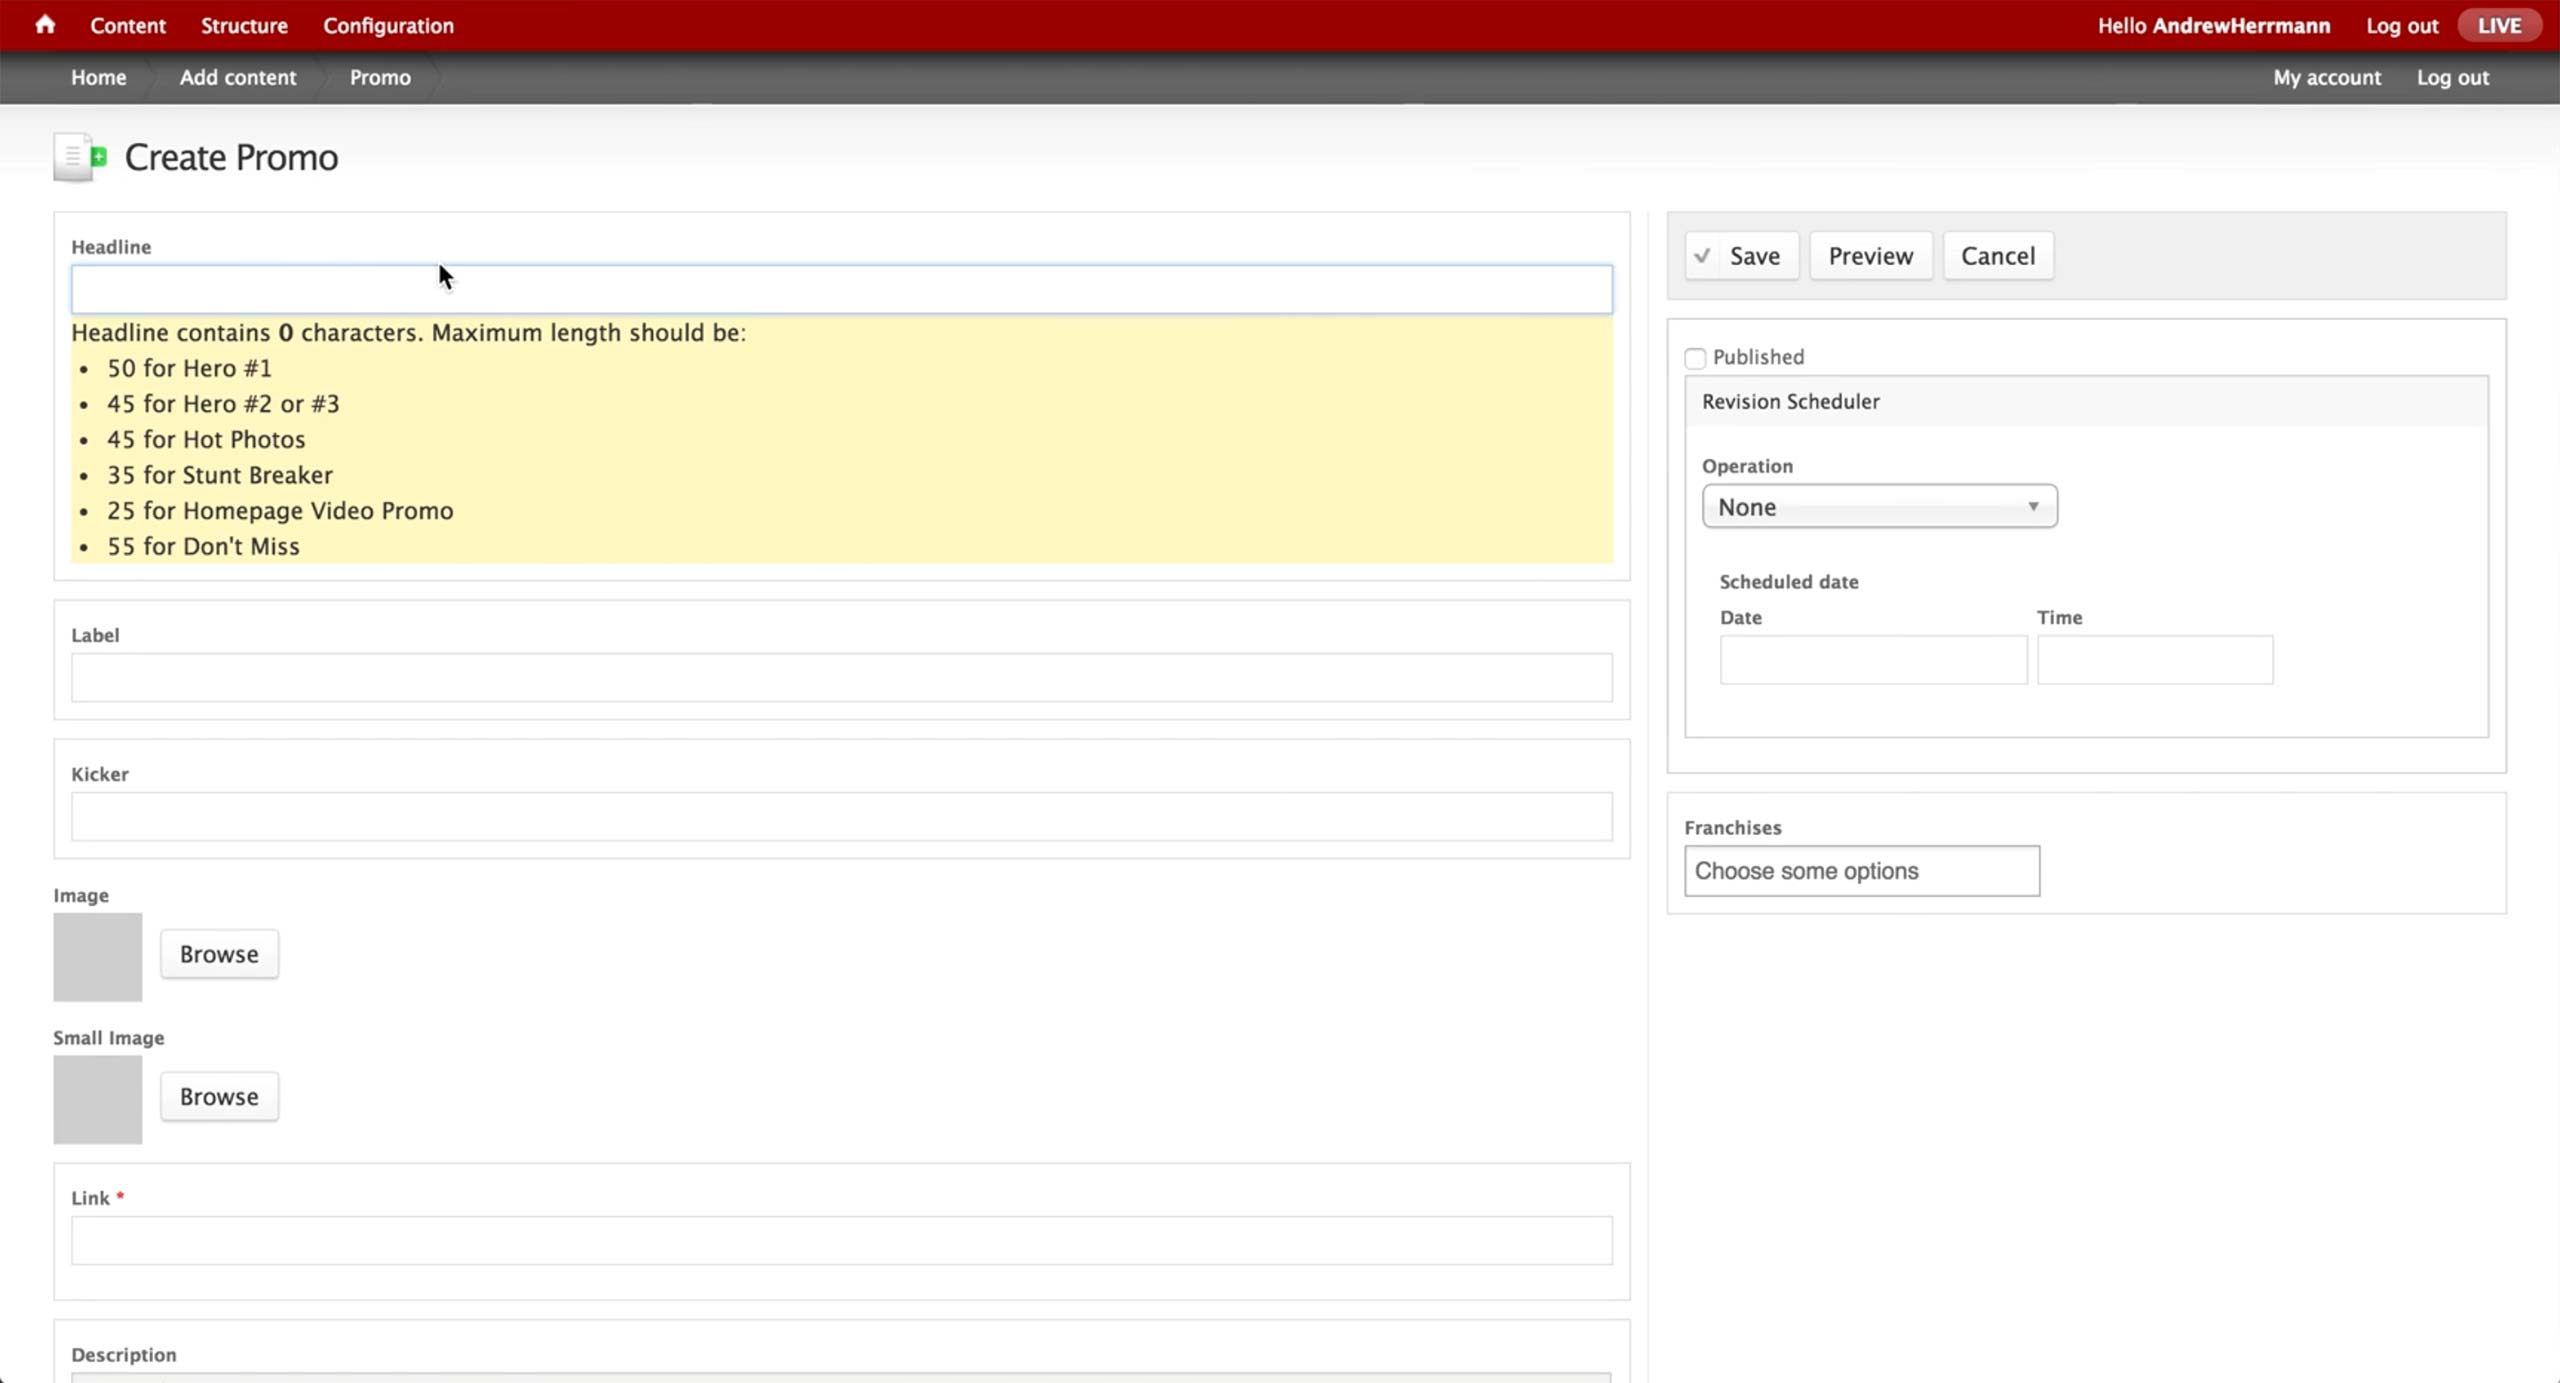 Content Structure Configuration Hello AndrewHerrmann Log out LIVE
Home Add content Promo My account Log out
Create Promo
Headline
Headline contains 0 characters. Maximum length should be:
• 50 for Hero #1
• 45 for Hero #2 or #3
• 45 for Hot Photos
• 35 for Stunt Breaker
• 25 for Homepage Video Promo
• 55 for Don't Miss
Label
Kicker
Image
Browse
Small Image
Browse
Link *
Description
Save Preview Cancel
Published
Revision Scheduler
Operation
None
Scheduled date
Date Time
Franchises
Choose some options